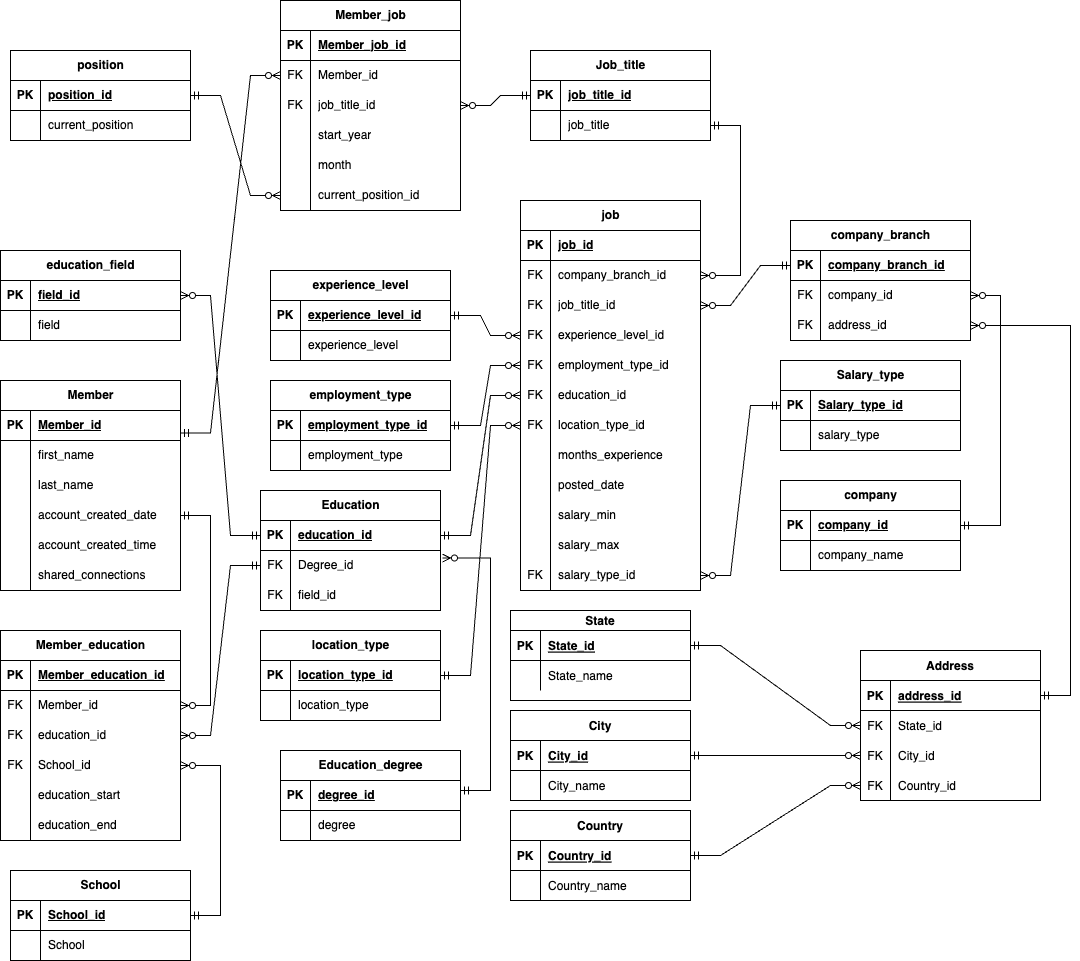 Member_job
PK Member_job_id
FK Member_id
FK job_title_id
start_year
month
current_position_id
position
PK position_id
current_position
Job_title
PK job_title_id
job_title
job
PK job_id
FK company_branch_id
FK job_title_id
FK experience_level_id
FK employment_type_id
FK education_id
FK location_type_id
months_experience
posted_date
salary_min
salary_max
FK salary_type_id
company_branch
PK company_branch_id
FK company_id
FK address_id
education_field
PK field_id
field
experience_level
PK experience_level_id
experience_level
Salary_type
PK Salary_type_id
salary_type
Member
PK Member_id
first_name
last_name
account_created_date
account_created_time
shared_connections
employment_type
PK employment_type_id
employment_type
company
PK company_id
company_name
Education
PK education_id
FK Degree_id
FK field_id
State
PK State_id
State_name
Member_education
PK Member_education_id
FK Member_id
FK education_id
FK School_id
education_start
education_end
location_type
PK location_type_id
location_type
Address
PK address_id
FK State_id
FK City_id
FK Country_id
City
PK City_id
City_name
Education_degree
PK degree_id
degree
Country
PK Country_id
Country_name
School
PK School_id
School